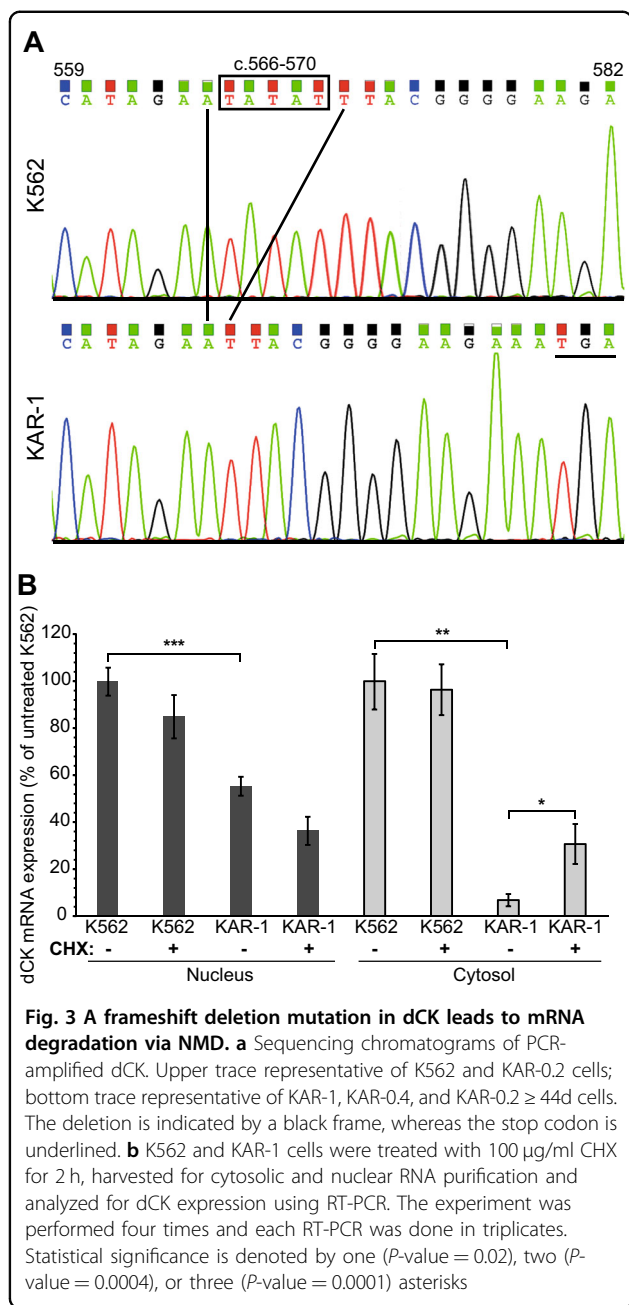 A
559 c.566-570 582
C A T A G A A T A T A T T T A C G G G G A A G A
K562
C A T A G A A T T A C G G G G A A G A A A T G A
KAR-1
B
dCK mRNA expression (% of untreated K562)
120
100
80
60
40
20
0
*** ** *
K562 K562 KAR-1 KAR-1 K562 K562 KAR-1 KAR-1
CHX: - + - + - + - +
Nucleus Cytosol
Fig. 3 A frameshift deletion mutation in dCK leads to mRNA
degradation via NMD. a Sequencing chromatograms of PCR-
amplified dCK. Upper trace representative of K562 and KAR-0.2 cells;
bottom trace representative of KAR-1, KAR-0.4, and KAR-0.2 ≥ 44d cells.
The deletion is indicated by a black frame, whereas the stop codon is
underlined. b K562 and KAR-1 cells were treated with 100 µg/ml CHX
for 2 h, harvested for cytosolic and nuclear RNA purification and
analyzed for dCK expression using RT-PCR. The experiment was
performed four times and each RT-PCR was done in triplicates.
Statistical significance is denoted by one (P-value = 0.02), two (P-
value = 0.0004), or three (P-value = 0.0001) asterisks